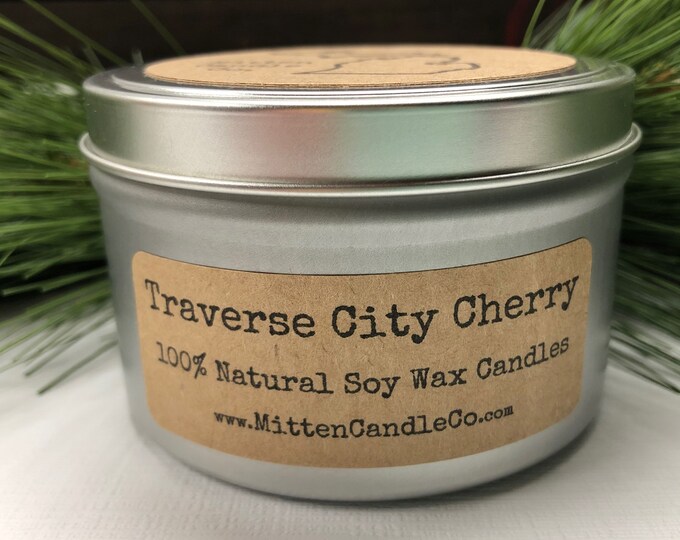 Traverse City Cherry
100% Natural Soy Wax Candles
www.MittenCandleCo.com